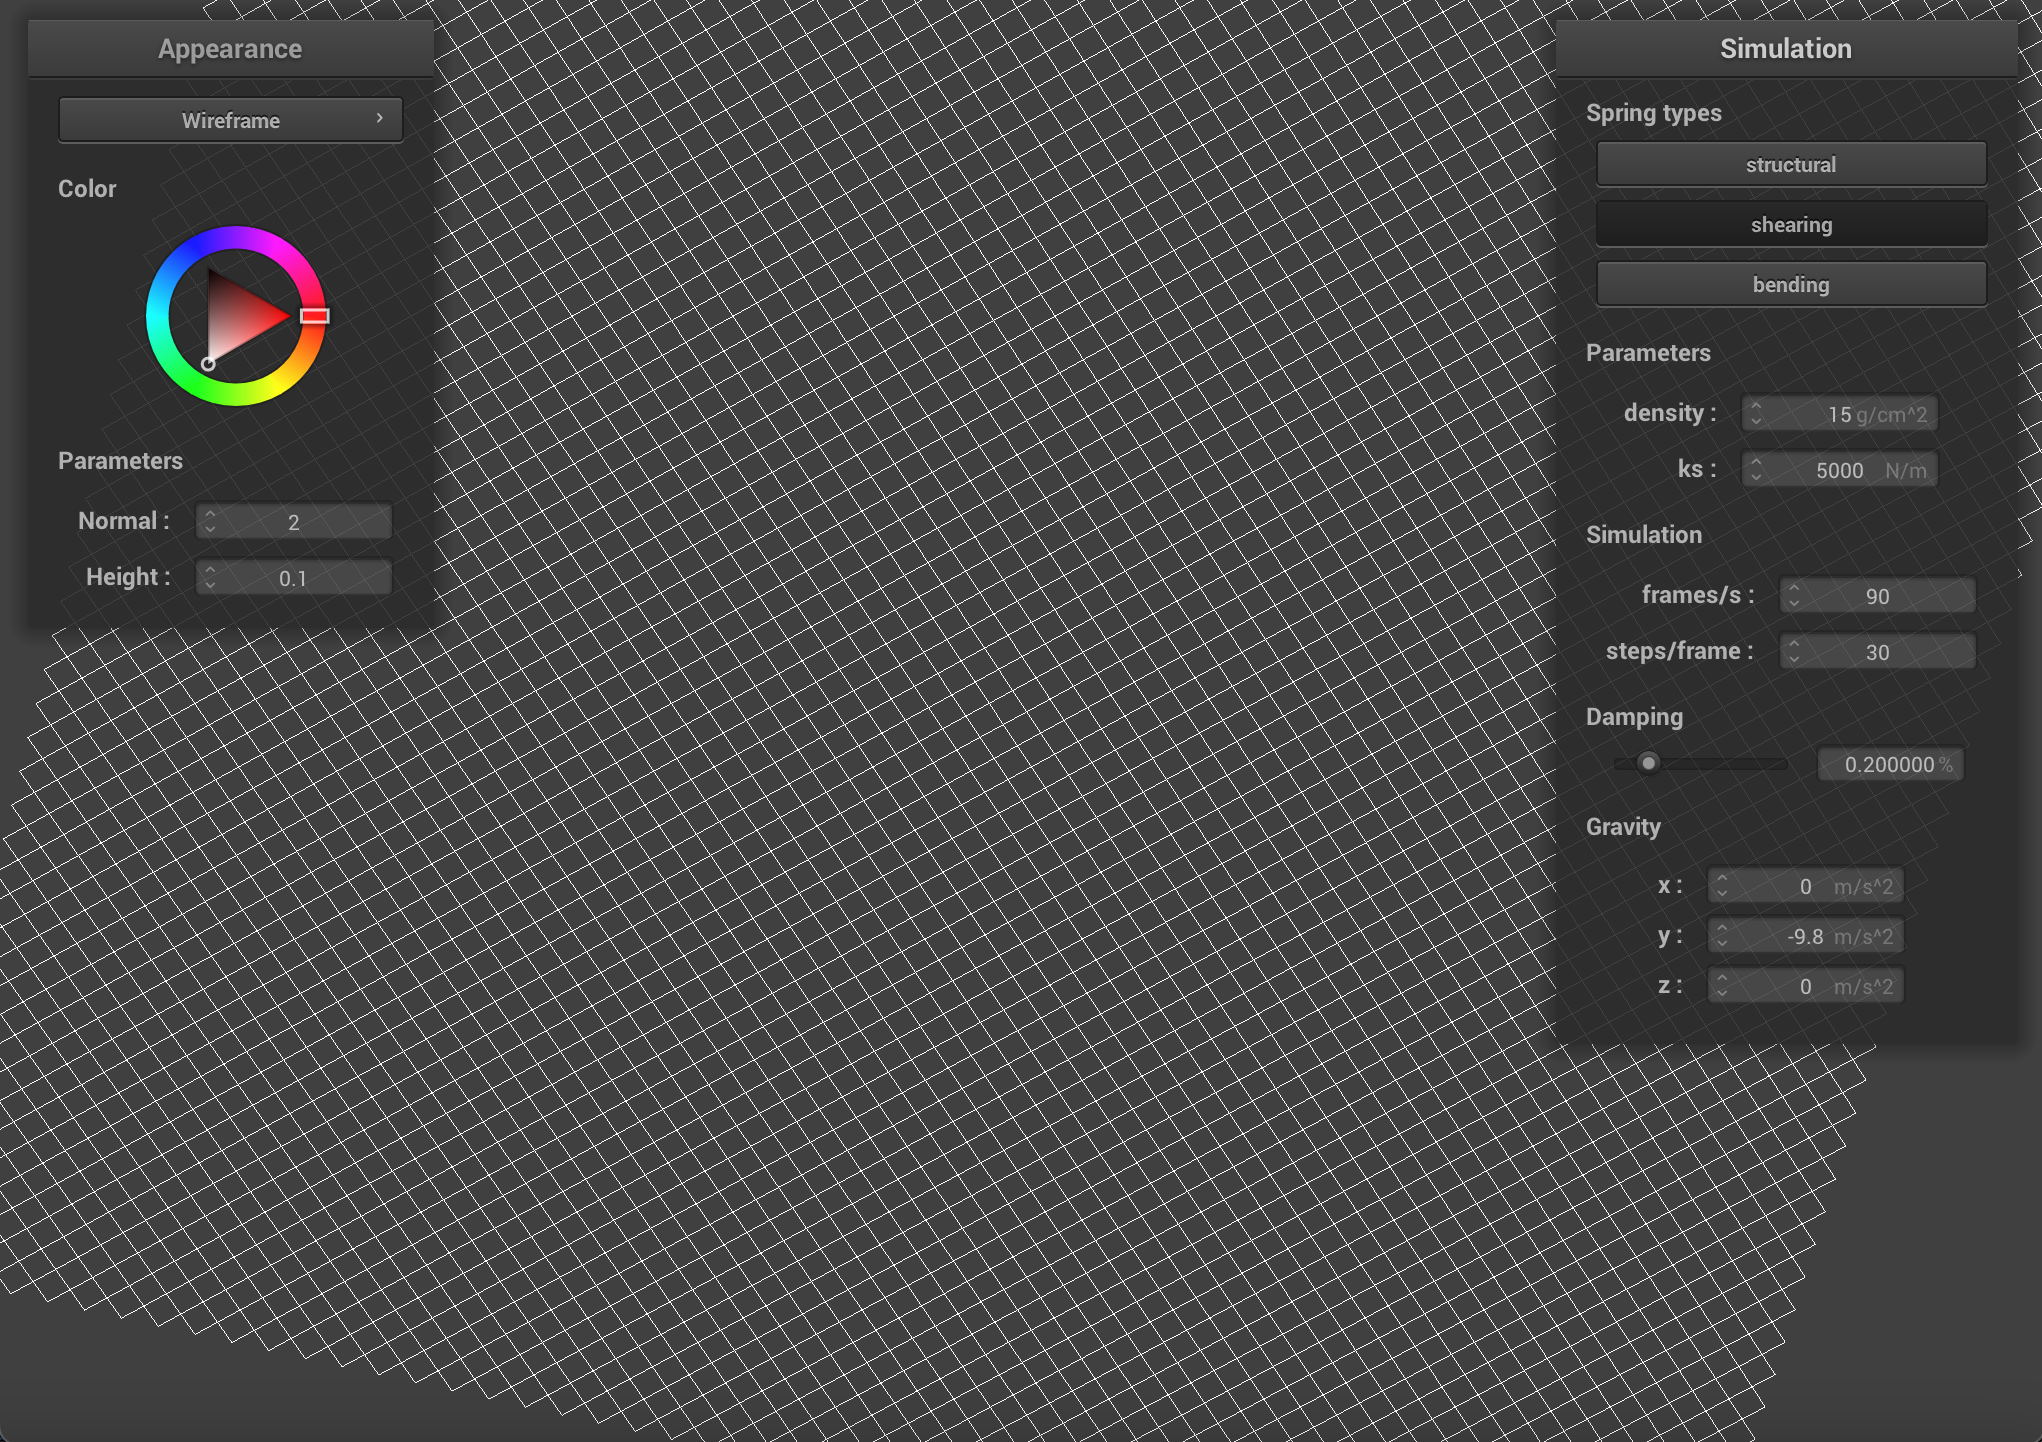 Appearance
Wireframe
Color
Parameters
Normal : 2
Height : 0.1
Simulation
Spring types
structural
shearing
bending
Parameters
density : 15 g/cm^2
ks : 5000 N/m
Simulation
frames/s : 90
steps/frame : 30
Damping
0.200000 %
Gravity
x : 0 m/s^2
y : -9.8 m/s^2
z : 0 m/s^2